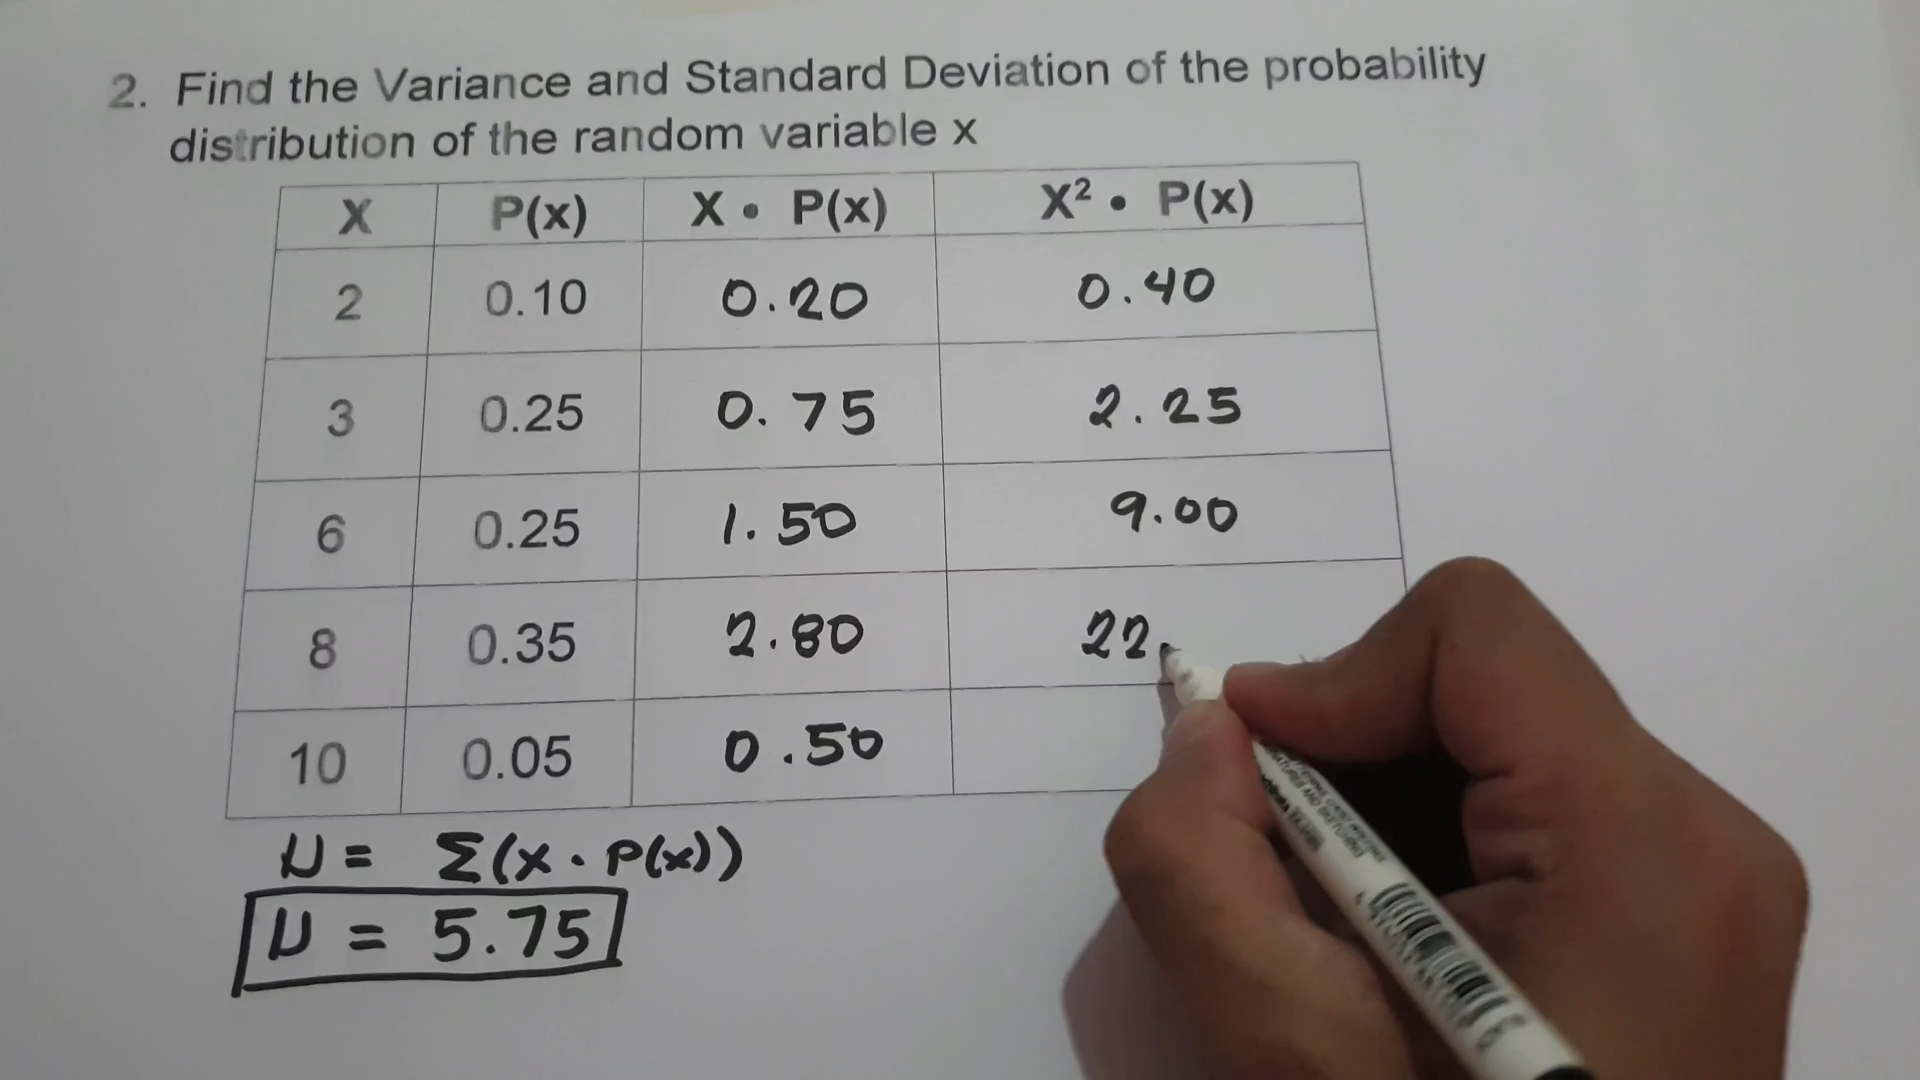 2. Find the Variance and Standard Deviation of the probability
distribution of the random variable x
X P(x) X • P(x) X² • P(x)
2 0.10 0.20 0.40
3 0.25 0.75 2.25
6 0.25 1.50 9.00
8 0.35 2.80 22.
10 0.05 0.50
μ = Σ(x · P(x))
μ = 5.75